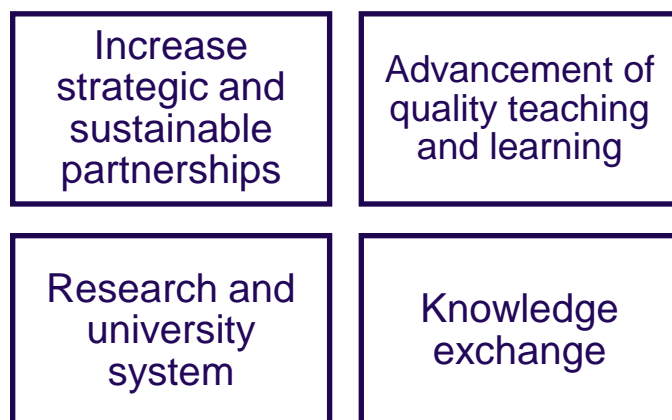 Increase
strategic and
sustainable
partnerships
Advancement of
quality teaching
and learning
Research and
university
system
Knowledge
exchange